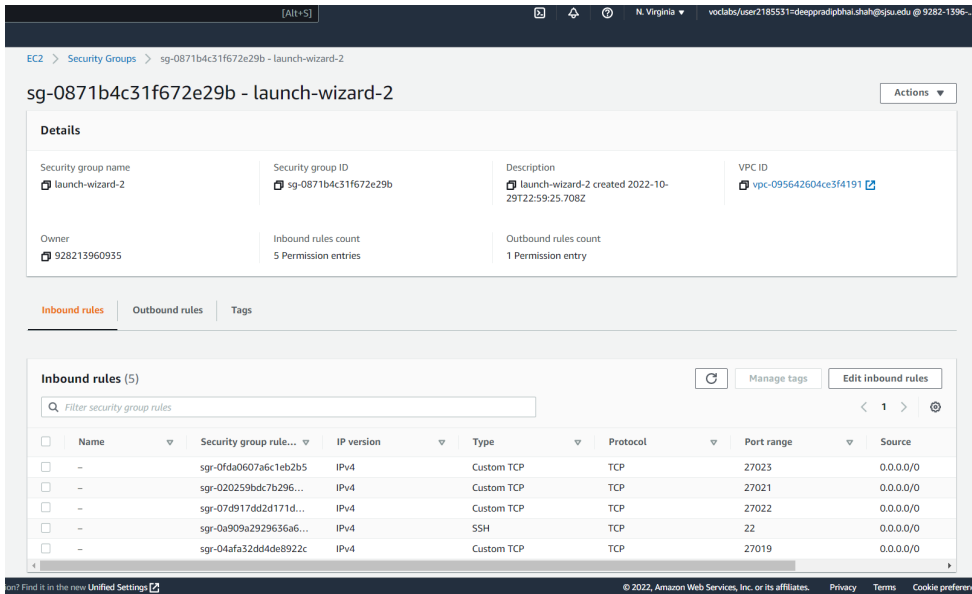 [Alt+S] N. Virginia ▼ voclabs/user2185531=deeppradipbhai.shah@sjsu.edu @ 9282-1396-...
EC2 > Security Groups > sg-0871b4c31f672e29b - launch-wizard-2
sg-0871b4c31f672e29b - launch-wizard-2
Actions ▼
Details
Security group name Security group ID Description VPC ID
launch-wizard-2 sg-0871b4c31f672e29b launch-wizard-2 created 2022-10- vpc-095642604ce3f4191
29T22:59:25.708Z
Owner Inbound rules count Outbound rules count
928213960935 5 Permission entries 1 Permission entry
Inbound rules Outbound rules Tags
Inbound rules (5) Manage tags Edit inbound rules
Filter security group rules < 1 >
Name Security group rule... IP version Type Protocol Port range Source
– sgr-0fda0607a6c1eb2b5 IPv4 Custom TCP TCP 27023 0.0.0.0/0
– sgr-020259bdc7b296... IPv4 Custom TCP TCP 27021 0.0.0.0/0
– sgr-07d917dd2d171d... IPv4 Custom TCP TCP 27022 0.0.0.0/0
– sgr-0a909a2929636a6... IPv4 SSH TCP 22 0.0.0.0/0
– sgr-04afa32dd4de8922c IPv4 Custom TCP TCP 27019 0.0.0.0/0
ion? Find it in the new Unified Settings © 2022, Amazon Web Services, Inc. or its affiliates. Privacy Terms Cookie preferen